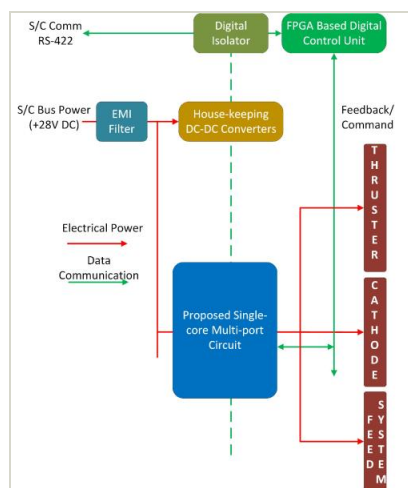 S/C Comm
RS-422
Digital
Isolator
FPGA Based Digital
Control Unit
S/C Bus Power
(+28V DC)
EMI
Filter
House-keeping
DC-DC Converters
Feedback/
Command
THRUSTER
Electrical Power
Data
Communication
Proposed Single-
core Multi-port
Circuit
CATHODE
FEED
SYSTEM